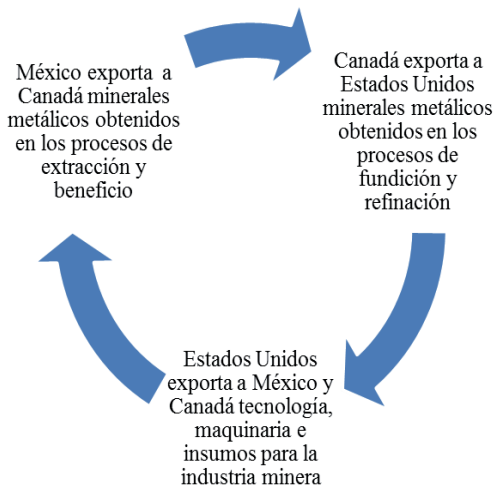 México exporta a
Canadá minerales
metálicos obtenidos
en los procesos de
extracción y
beneficio
Canadá exporta a
Estados Unidos
minerales metálicos
obtenidos en los
procesos de
fundición y
refinación
Estados Unidos
exporta a México y
Canadá tecnología,
maquinaria e
insumos para la
industria minera